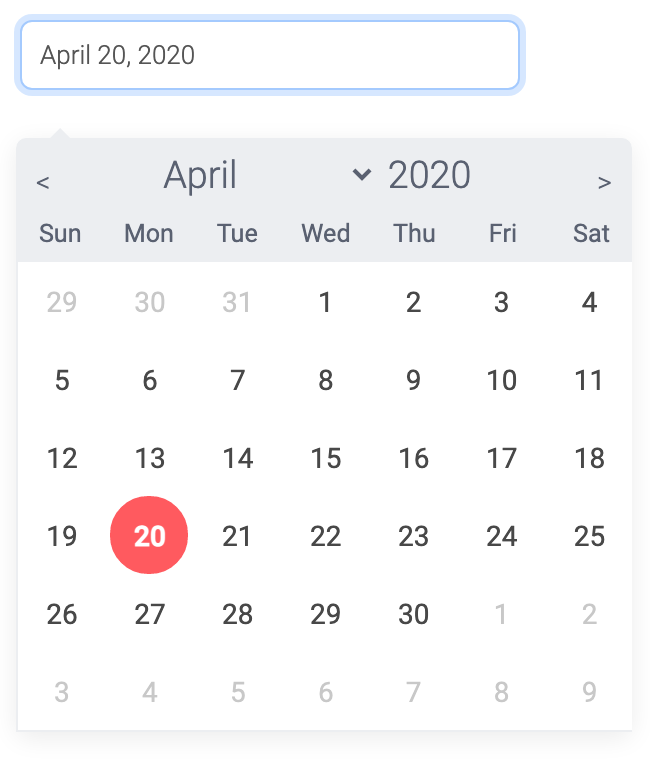 April 20, 2020
< April 2020 >
Sun Mon Tue Wed Thu Fri Sat
29 30 31 1 2 3 4
5 6 7 8 9 10 11
12 13 14 15 16 17 18
19 20 21 22 23 24 25
26 27 28 29 30 1 2
3 4 5 6 7 8 9